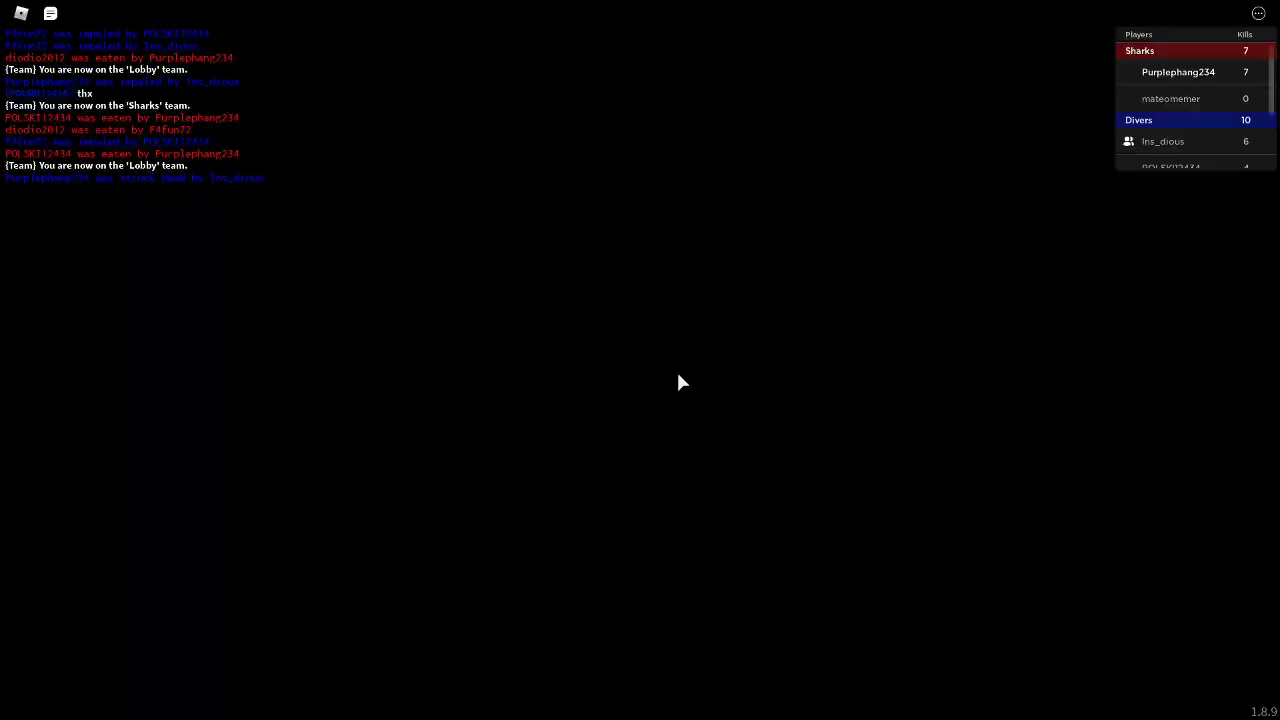 F4fun72 was impaled by POLSKI12434
F4fun72 was impaled by Ins_dious
diodio2012 was eaten by Purplephang234
{Team} You are now on the 'Lobby' team.
Purplephang234 was impaled by Ins_dious
[POLSKI12434]: thx
{Team} You are now on the 'Sharks' team.
POLSKI12434 was eaten by Purplephang234
diodio2012 was eaten by F4fun72
F4fun72 was impaled by POLSKI12434
POLSKI12434 was eaten by Purplephang234
{Team} You are now on the 'Lobby' team.
Purplephang234 was struck dead by Ins_dious
Players Kills
Sharks 7
Purplephang234 7
mateomemer 0
Divers 10
Ins_dious 6
POLSKI12434 4
1.8.9